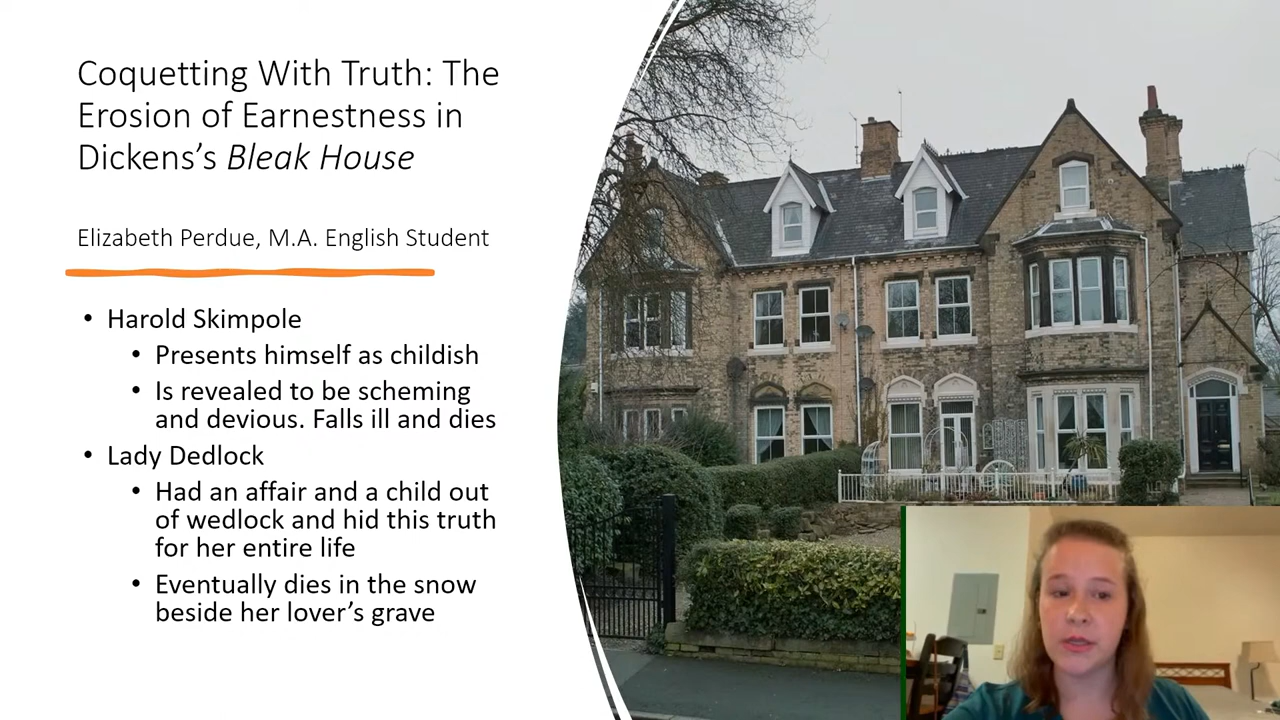 Coquetting With Truth: The
Erosion of Earnestness in
Dickens’s Bleak House
Elizabeth Perdue, M.A. English Student
• Harold Skimpole
• Presents himself as childish
• Is revealed to be scheming
and devious. Falls ill and dies
• Lady Dedlock
• Had an affair and a child out
of wedlock and hid this truth
for her entire life
• Eventually dies in the snow
beside her lover’s grave